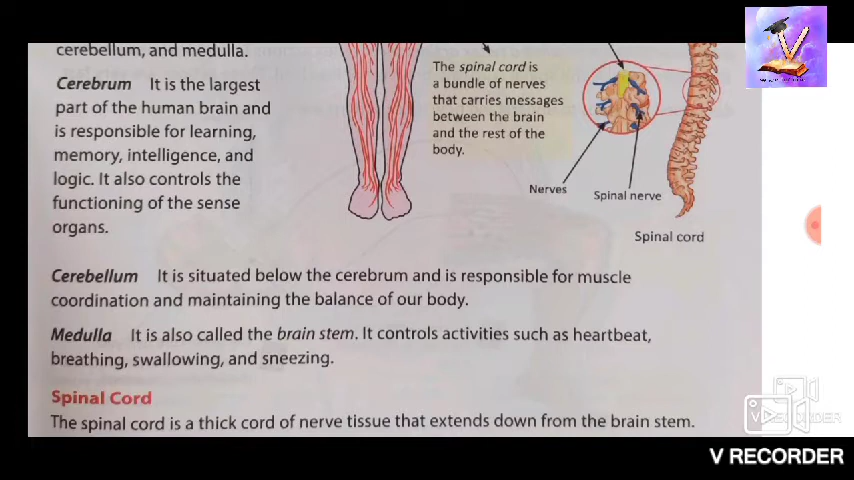 cerebellum, and medulla.
Cerebrum It is the largest
part of the human brain and
is responsible for learning,
memory, intelligence, and
logic. It also controls the
functioning of the sense
organs.
The spinal cord is
a bundle of nerves
that carries messages
between the brain
and the rest of the
body.
Nerves
Spinal nerve
Spinal cord
Cerebellum It is situated below the cerebrum and is responsible for muscle
coordination and maintaining the balance of our body.
Medulla It is also called the brain stem. It controls activities such as heartbeat,
breathing, swallowing, and sneezing.
Spinal Cord
The spinal cord is a thick cord of nerve tissue that extends down from the brain stem.
V RECORDER